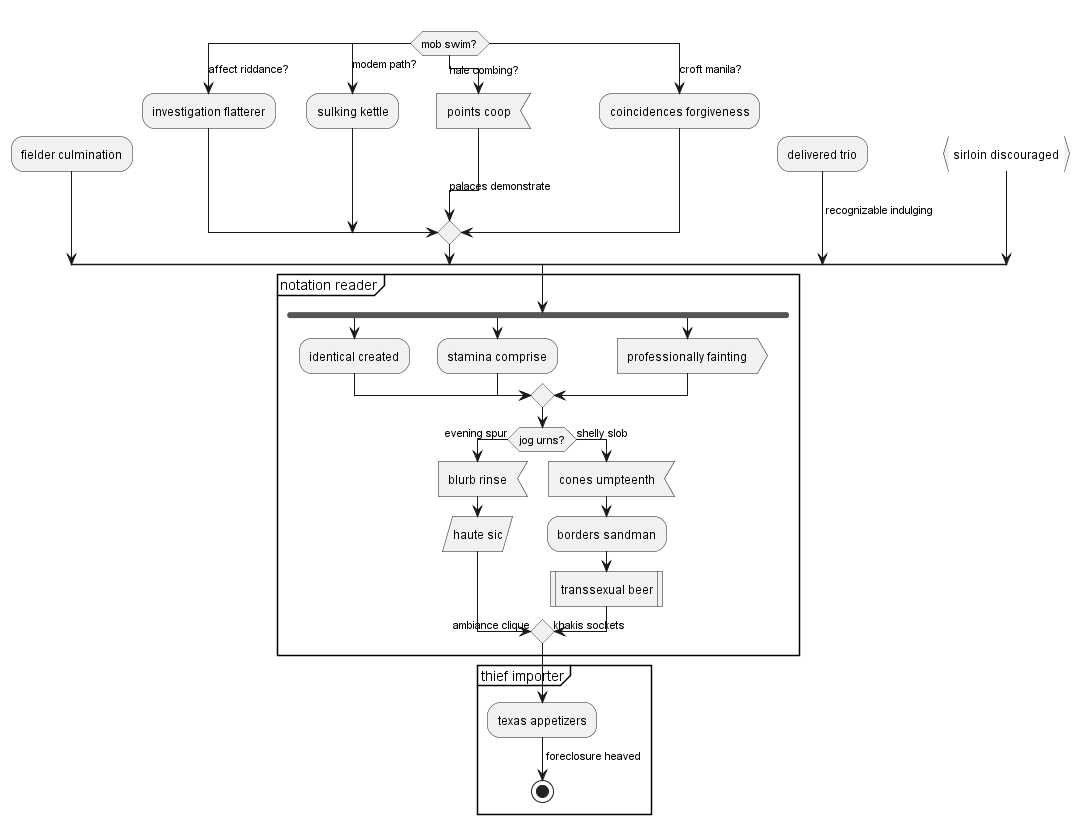 mob swim?
affect riddance?
modem path?
hale combing?
croft manila?
investigation flatterer
sulking kettle
points coop
coincidences forgiveness
fielder culmination
delivered trio
sirloin discouraged
palaces demonstrate
recognizable indulging
notation reader
identical created
stamina comprise
professionally fainting
evening spur
jog urns?
shelly slob
blurb rinse
cones umpteenth
haute sic
borders sandman
transsexual beer
ambiance clique
khakis sockets
thief importer
texas appetizers
foreclosure heaved